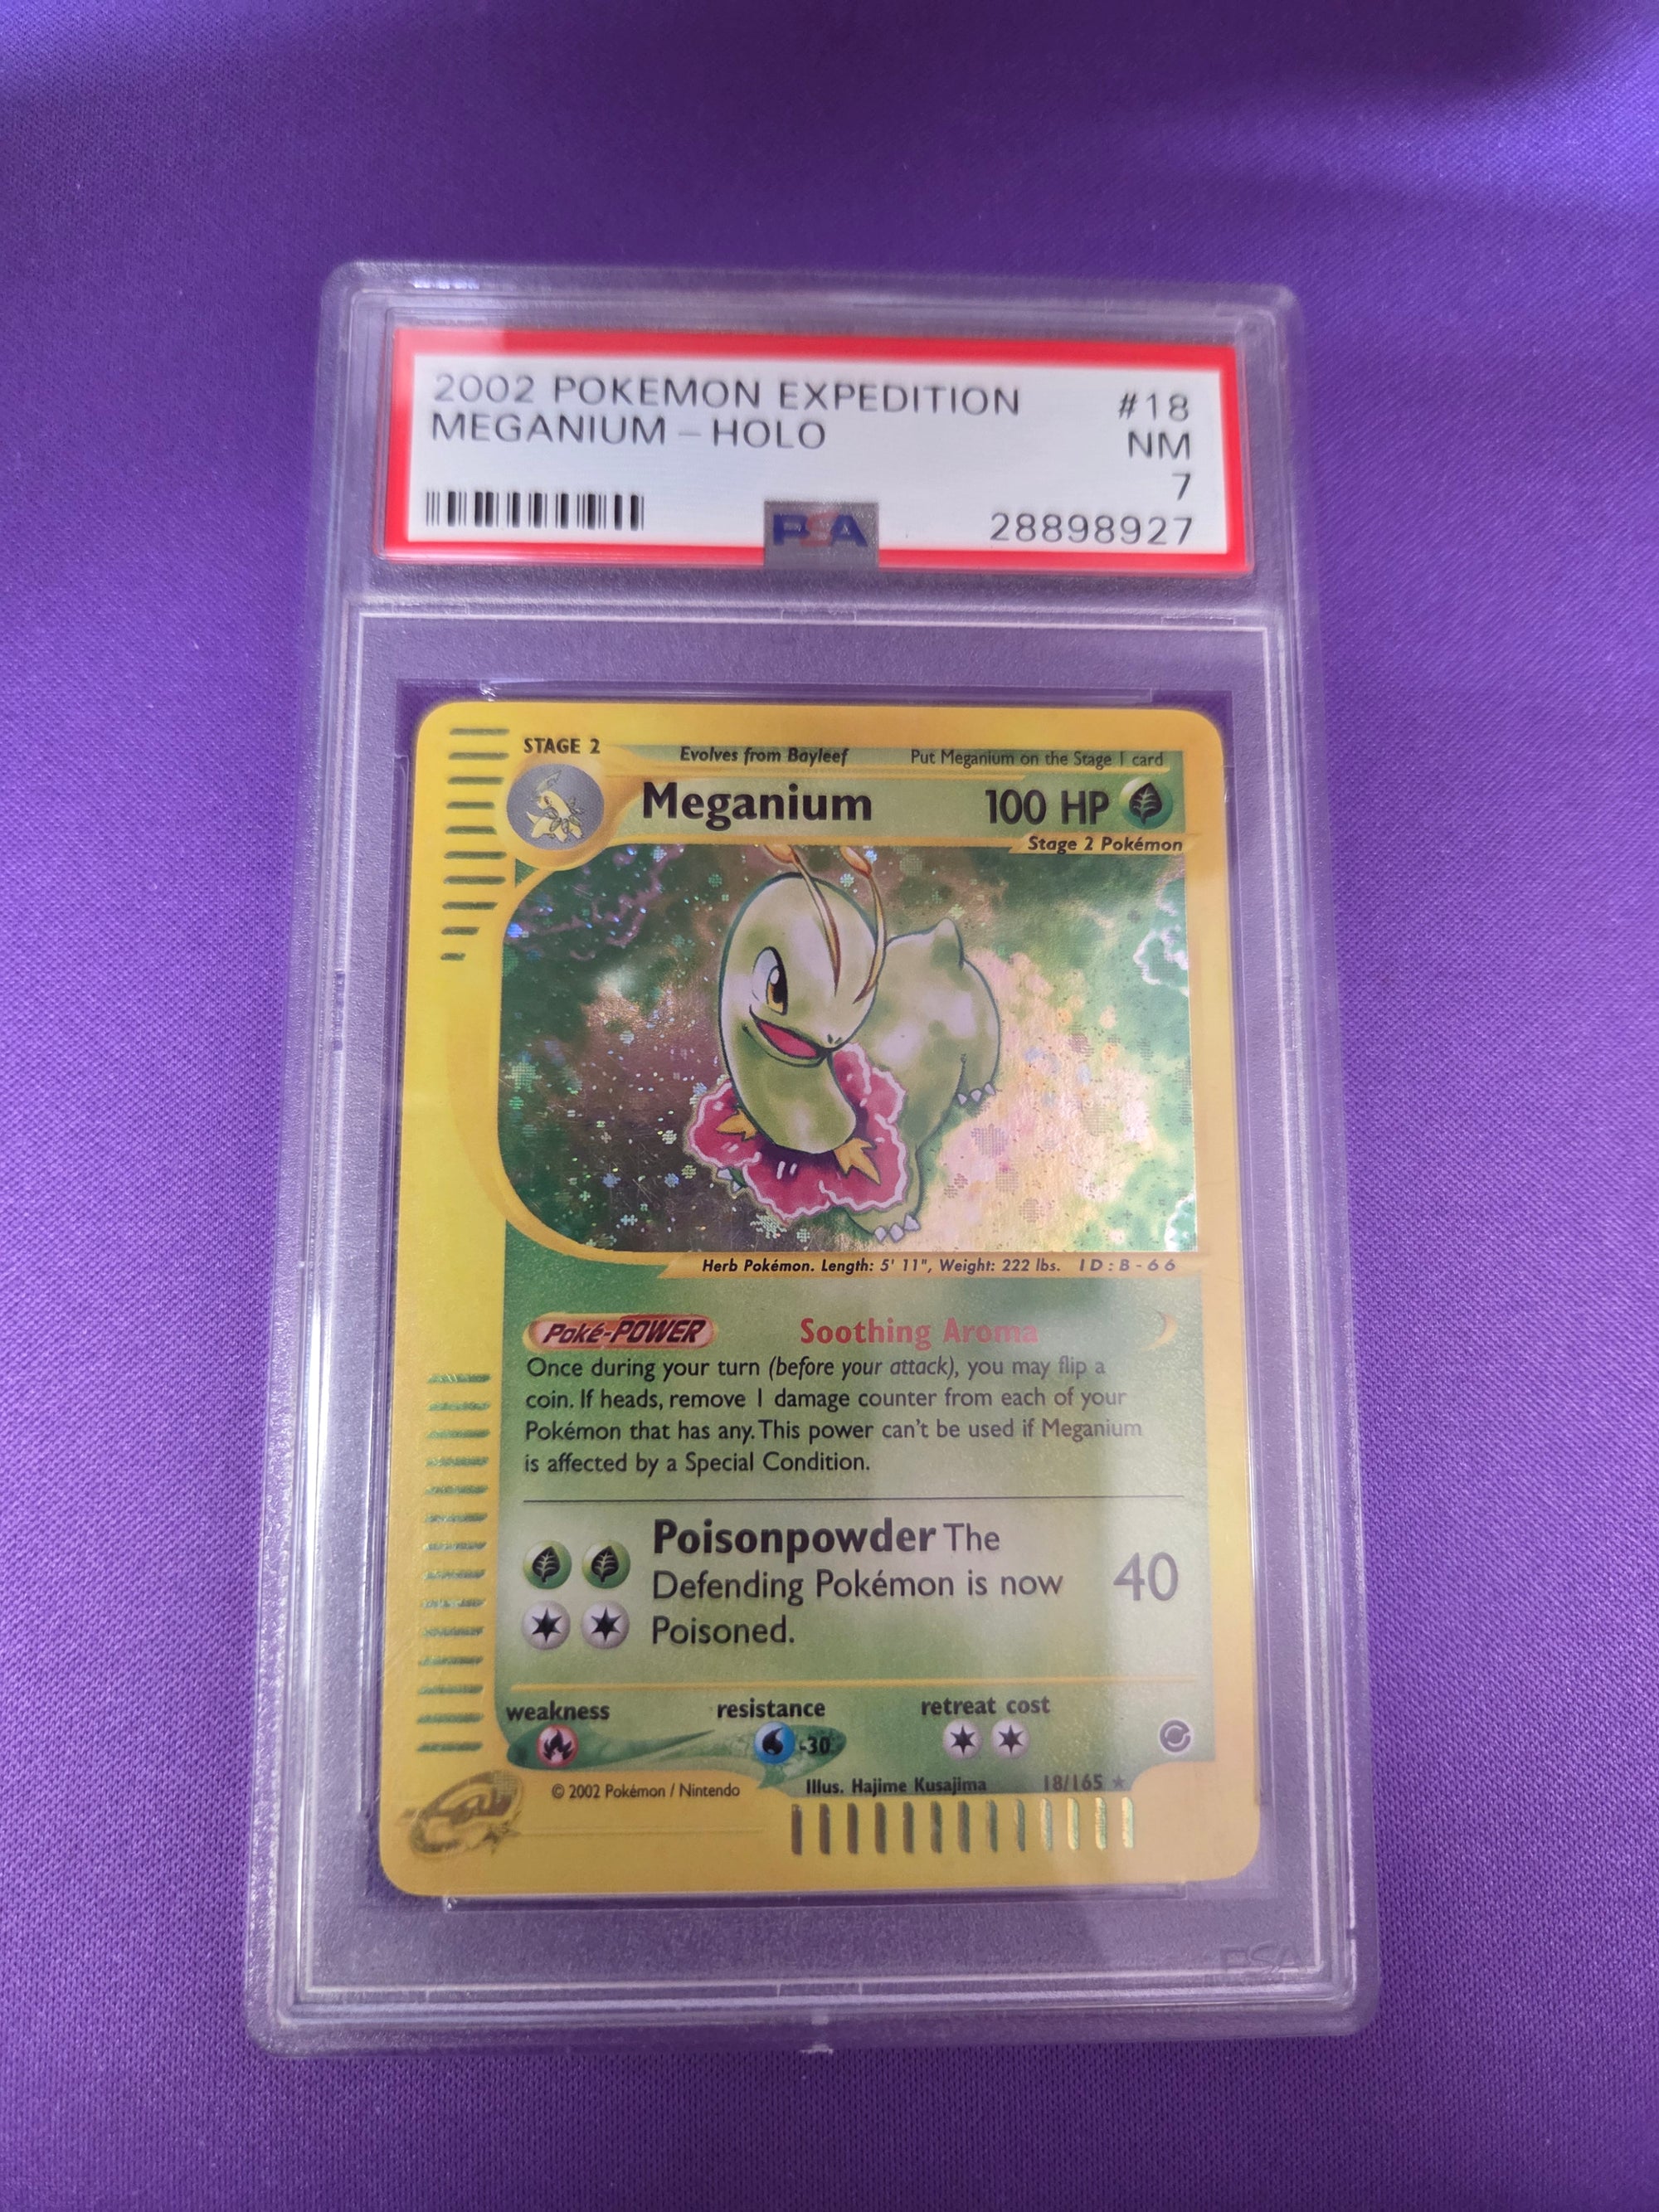 2002 POKEMON EXPEDITION #18
MEGANIUM - HOLO NM
7
PSA 28898927
STAGE 2 Evolves from Bayleef Put Meganium on the Stage 1 card
Meganium 100 HP
Stage 2 Pokémon
Herb Pokémon. Length: 5' 11", Weight: 222 lbs. ID:B-66
Poké-POWER Soothing Aroma
Once during your turn (before your attack), you may flip a
coin. If heads, remove 1 damage counter from each of your
Pokémon that has any. This power can't be used if Meganium
is affected by a Special Condition.
Poisonpowder The
Defending Pokémon is now 40
Poisoned.
weakness resistance retreat cost
-30
© 2002 Pokémon / Nintendo Illus. Hajime Kusajima 18/165 ★
PSA